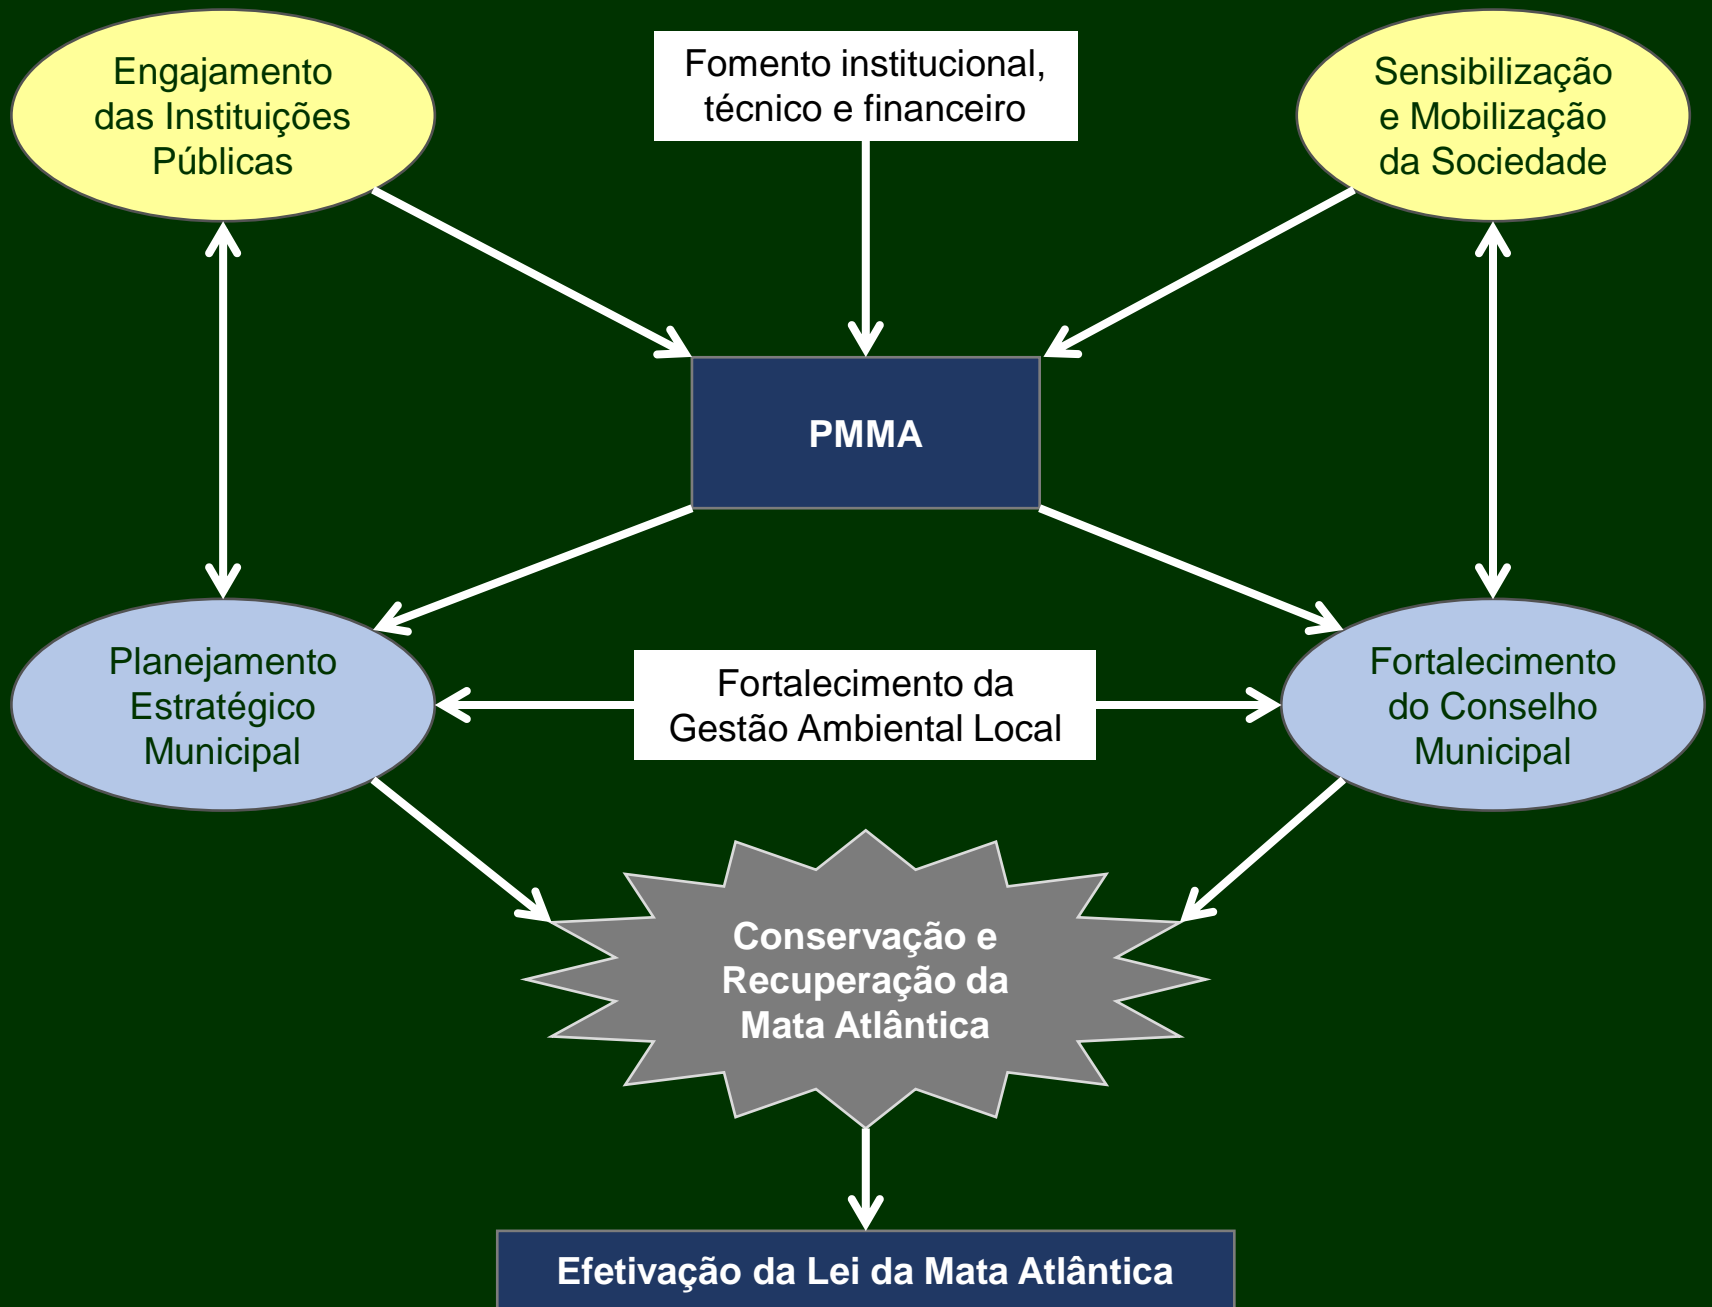 Engajamento
das Instituições
Públicas
Fomento institucional,
técnico e financeiro
Sensibilização
e Mobilização
da Sociedade
PMMA
Planejamento
Estratégico
Municipal
Fortalecimento da
Gestão Ambiental Local
Fortalecimento
do Conselho
Municipal
Conservação e
Recuperação da
Mata Atlântica
Efetivação da Lei da Mata Atlântica